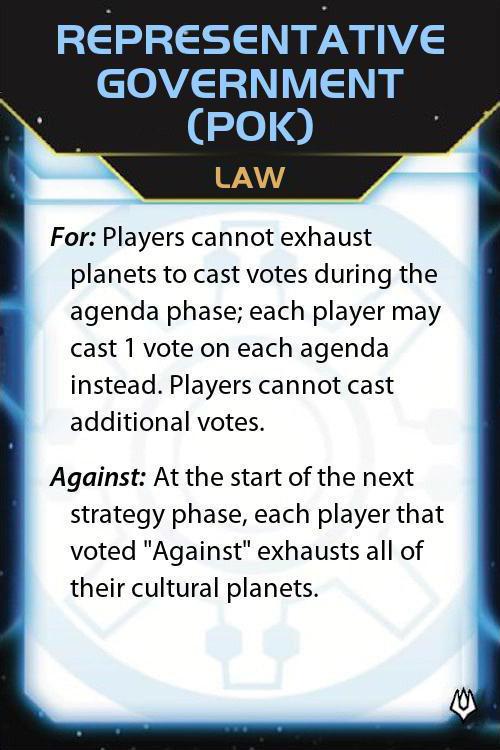 REPRESENTATIVE
GOVERNMENT
(POK)
LAW
For: Players cannot exhaust
planets to cast votes during the
agenda phase; each player may
cast 1 vote on each agenda
instead. Players cannot cast
additional votes.
Against: At the start of the next
strategy phase, each player that
voted "Against" exhausts all of
their cultural planets.